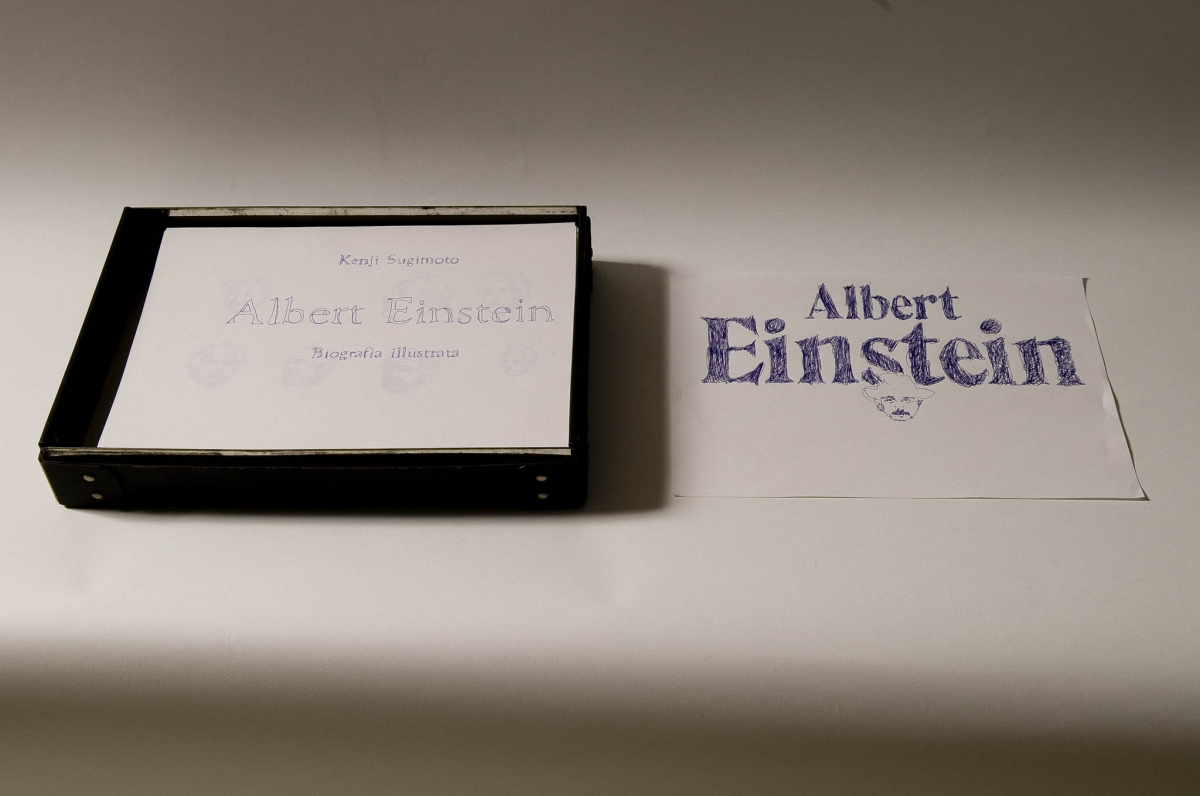 Kenji Sugimoto
Albert Einstein
Biografia illustrata
Albert
Einstein